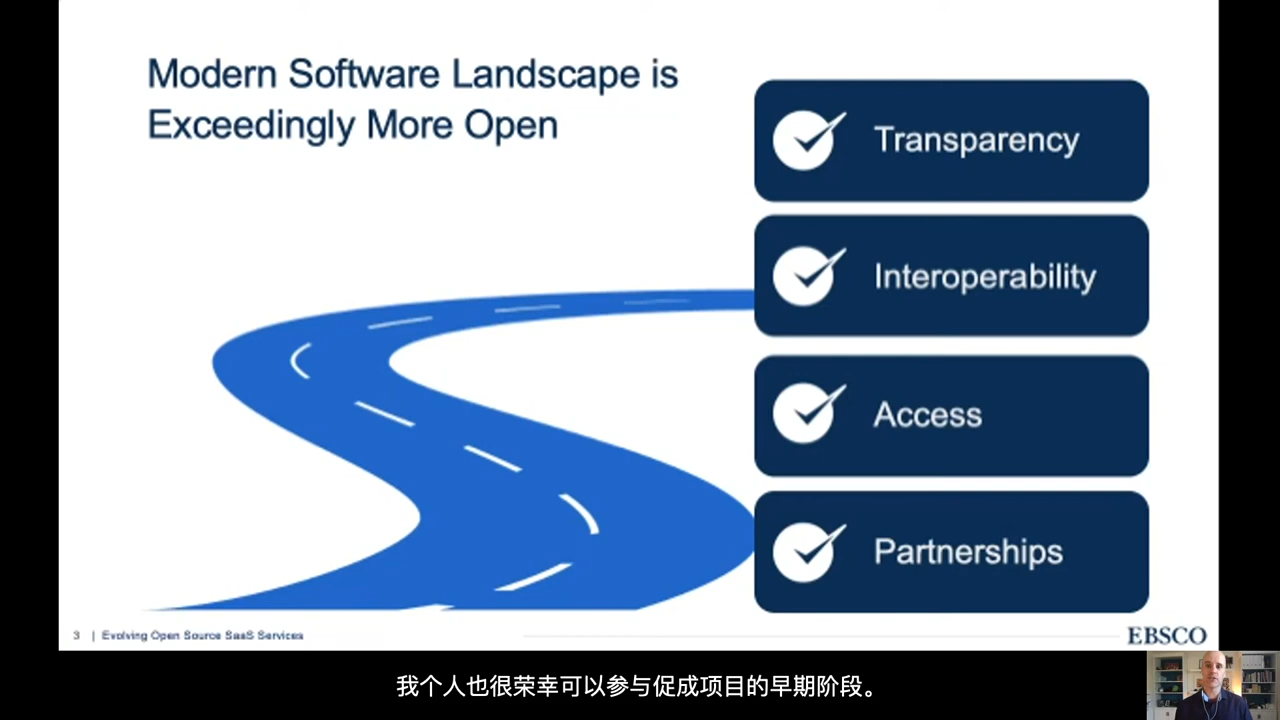 Modern Software Landscape is
Exceedingly More Open
Transparency
Interoperability
Access
Partnerships
3 | Evolving Open Source SaaS Services
EBSCO
我个人也很荣幸可以参与促成项目的早期阶段。